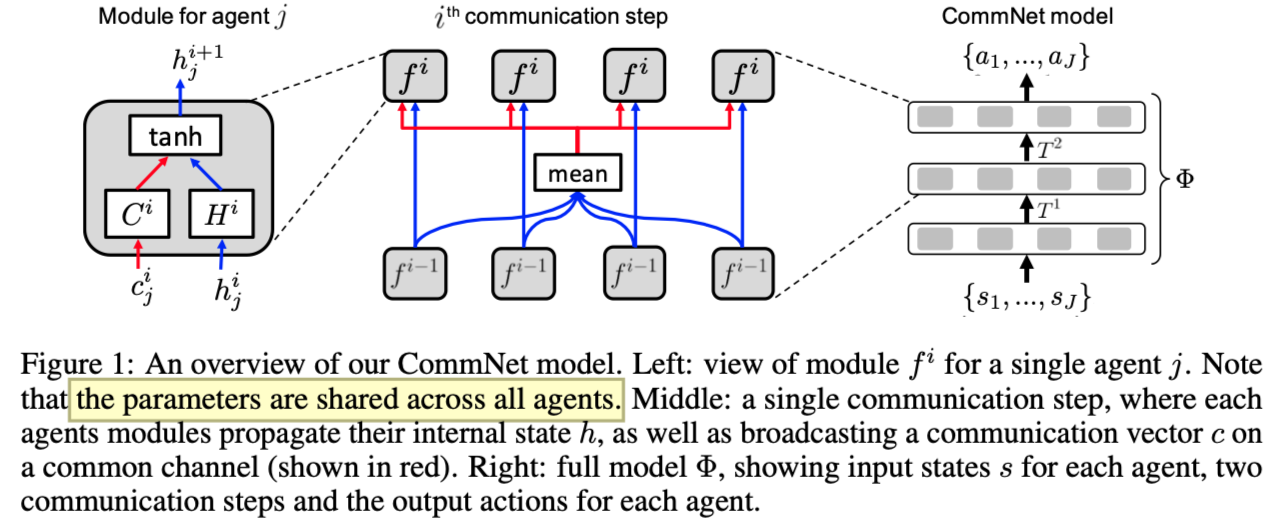 Module for agent j
i^th communication step
CommNet model
h_j^{i+1}
tanh
C^i
H^i
c_j^i
h_j^i
f^i
f^i
f^i
f^i
mean
f^{i-1}
f^{i-1}
f^{i-1}
f^{i-1}
{a_1, ..., a_J}
T^2
T^1
Φ
{s_1, ..., s_J}
Figure 1: An overview of our CommNet model. Left: view of module f^i for a single agent j. Note
that the parameters are shared across all agents. Middle: a single communication step, where each
agents modules propagate their internal state h, as well as broadcasting a communication vector c on
a common channel (shown in red). Right: full model Φ, showing input states s for each agent, two
communication steps and the output actions for each agent.